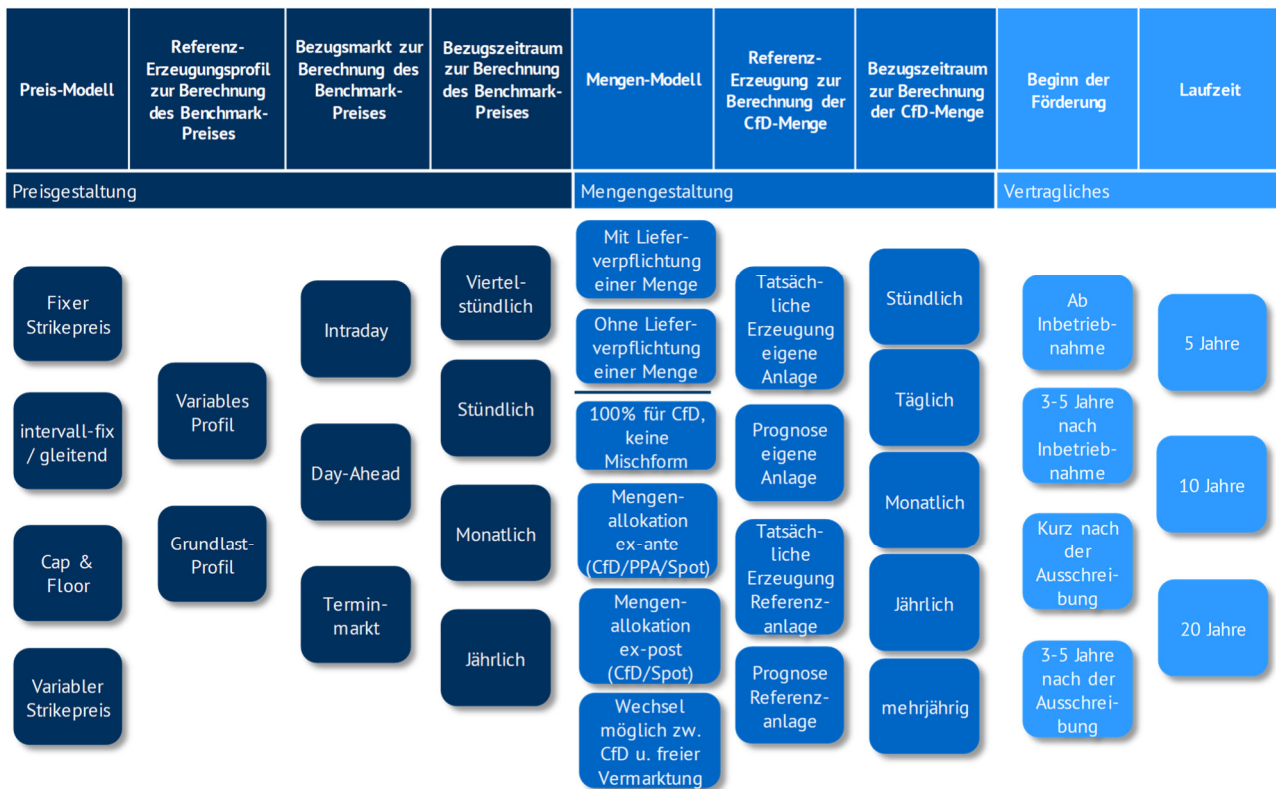 Preis-Modell
Referenz-
Erzeugungsprofil
zur Berechnung
des Benchmark-
Preises
Bezugsmarkt zur
Berechnung des
Benchmark-
Preises
Bezugszeitraum
zur Berechnung
des Benchmark-
Preises
Mengen-Modell
Referenz-
Erzeugung zur
Berechnung der
CfD-Menge
Bezugszeitraum
zur Berechnung
der CfD-Menge
Beginn der
Förderung
Laufzeit
Preisgestaltung
Mengengestaltung
Vertragliches
Fixer
Strikepreis
intervall-fix
/ gleitend
Cap &
Floor
Variabler
Strikepreis
Variables
Profil
Grundlast-
Profil
Intraday
Day-Ahead
Termin-
markt
Viertel-
stündlich
Stündlich
Monatlich
Jährlich
Mit Liefer-
verpflichtung
einer Menge
Ohne Liefer-
verpflichtung
einer Menge
100% für CfD,
keine
Mischform
Mengen-
allokation
ex-ante
(CfD/PPA/Spot)
Mengen-
allokation
ex-post
(CfD/Spot)
Wechsel
möglich zw.
CfD u. freier
Vermarktung
Tatsäch-
liche
Erzeugung
eigene
Anlage
Prognose
eigene
Anlage
Tatsäch-
liche
Erzeugung
Referenz-
anlage
Prognose
Referenz-
anlage
Stündlich
Täglich
Monatlich
Jährlich
mehrjährig
Ab
Inbetrieb-
nahme
3-5 Jahre
nach
Inbetrieb-
nahme
Kurz nach
der
Ausschrei-
bung
3-5 Jahre
nach der
Ausschrei-
bung
5 Jahre
10 Jahre
20 Jahre